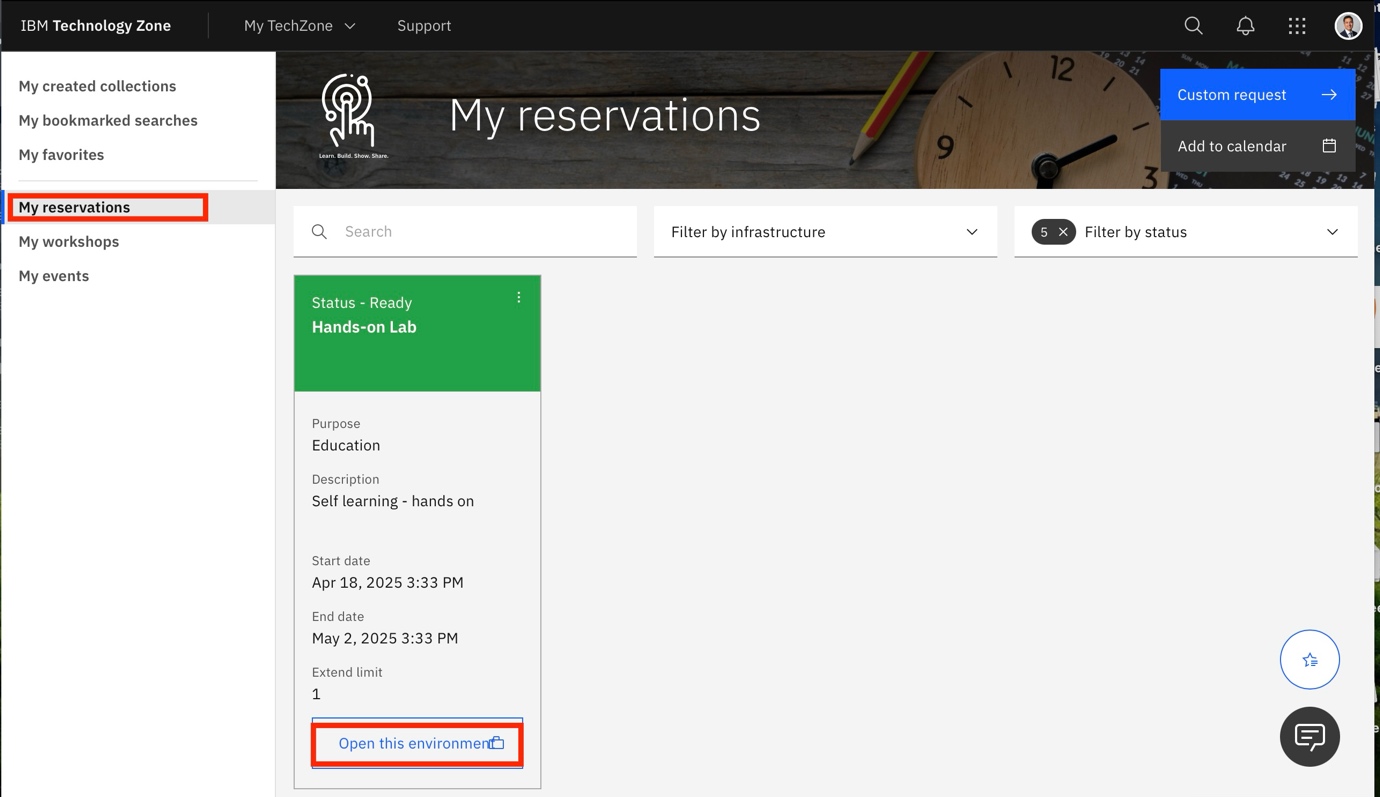 IBM Technology Zone
My TechZone
Support
My created collections
My bookmarked searches
My favorites
My reservations
My workshops
My events
Learn. Build. Show. Share.
My reservations
12
9
3
Custom request
Add to calendar
Search
Filter by infrastructure
5
Filter by status
Status - Ready
Hands-on Lab
Purpose
Education
Description
Self learning - hands on
Start date
Apr 18, 2025 3:33 PM
End date
May 2, 2025 3:33 PM
Extend limit
1
Open this environment